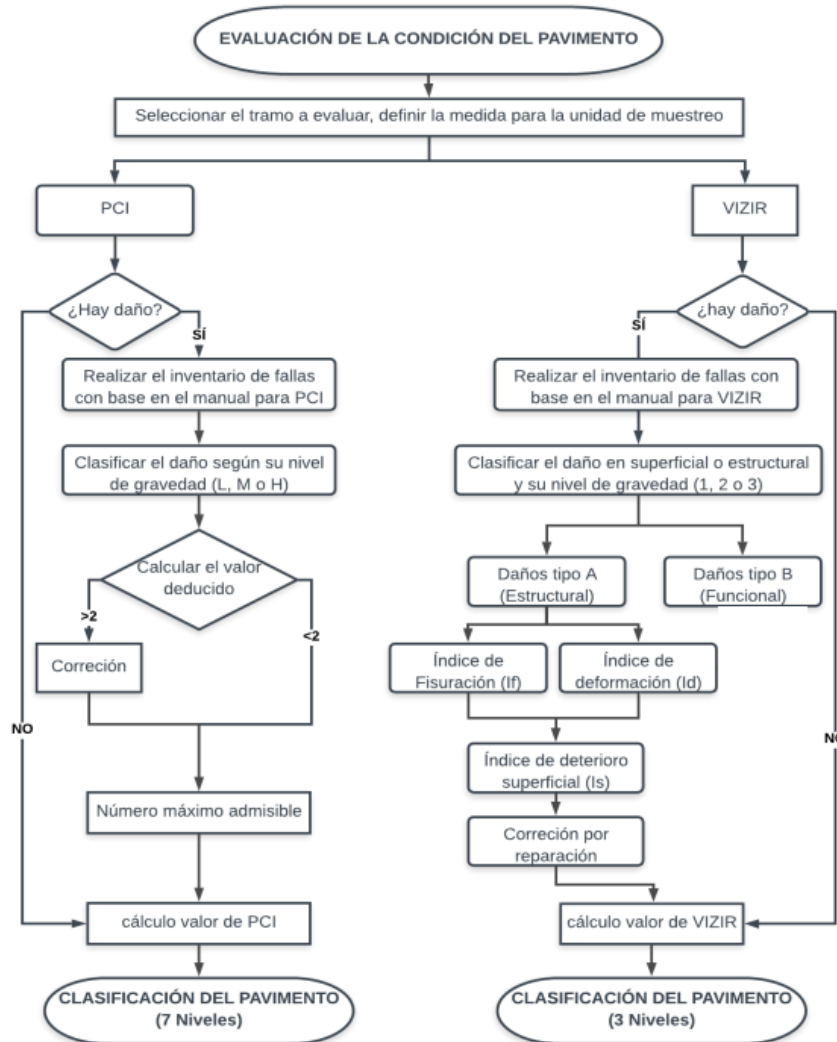 EVALUACIÓN DE LA CONDICIÓN DEL PAVIMENTO
Seleccionar el tramo a evaluar, definir la medida para la unidad de muestreo
PCI
VIZIR
¿Hay daño?
¿hay daño?
SÍ
SÍ
Realizar el inventario de fallas
con base en el manual para PCI
Realizar el inventario de fallas con
base en el manual para VIZIR
Clasificar el daño según su nivel
de gravedad (L, M o H)
Clasificar el daño en superficial o estructural
y su nivel de gravedad (1, 2 o 3)
Calcular el valor
deducido
Daños tipo A
(Estructural)
Daños tipo B
(Funcional)
>2
<2
Correción
Índice de
Fisuración (If)
Índice de
deformación (Id)
NO
NO
Índice de deterioro
superficial (Is)
Número máximo admisible
Correción por
reparación
cálculo valor de PCI
cálculo valor de VIZIR
CLASIFICACIÓN DEL PAVIMENTO
(7 Niveles)
CLASIFICACIÓN DEL PAVIMENTO
(3 Niveles)